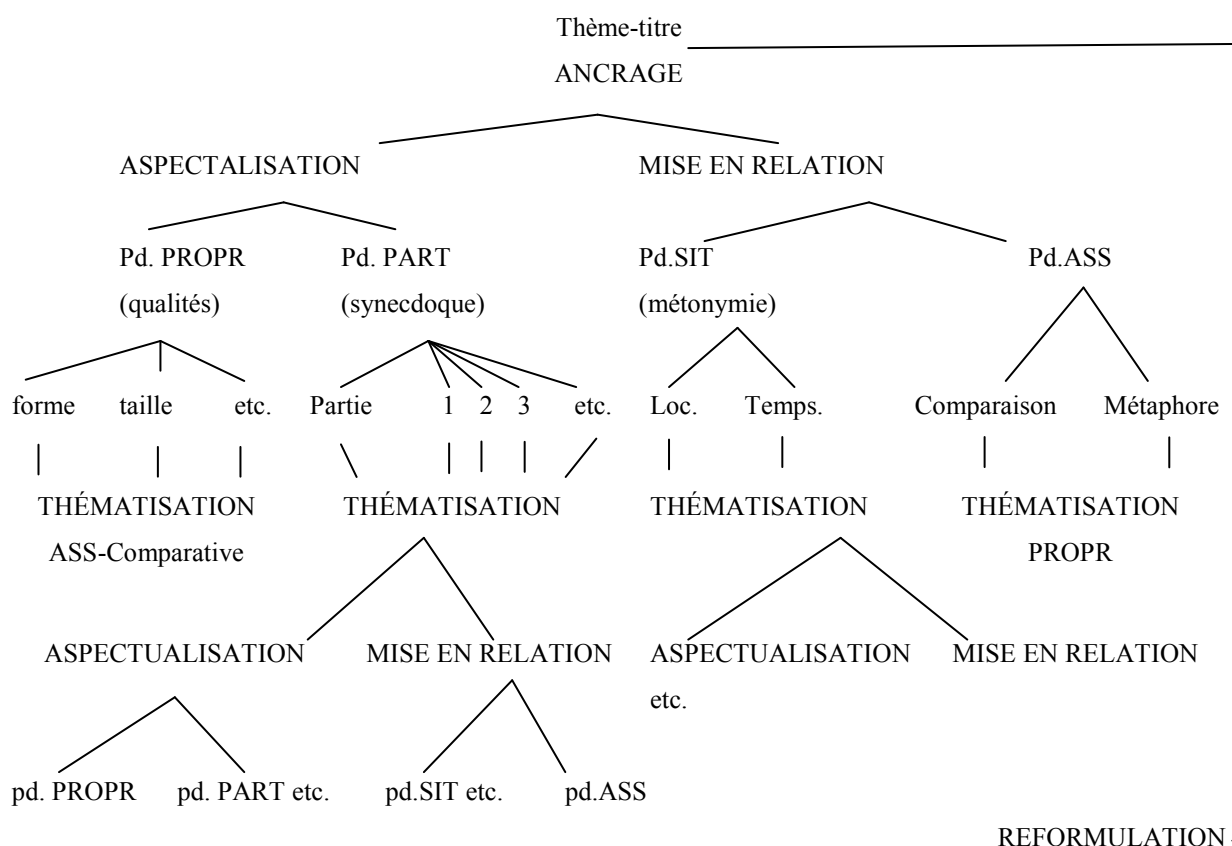 Thème-titre
ANCRAGE
ASPECTALISATION MISE EN RELATION
Pd. PROPR Pd. PART Pd.SIT Pd.ASS
(qualités) (synecdoque) (métonymie)
forme taille etc. Partie 1 2 3 etc. Loc. Temps. Comparaison Métaphore
THÉMATISATION THÉMATISATION THÉMATISATION THÉMATISATION
ASS-Comparative PROPR
ASPECTUALISATION MISE EN RELATION ASPECTUALISATION MISE EN RELATION
etc.
pd. PROPR pd. PART etc. pd.SIT etc. pd.ASS
REFORMULATION